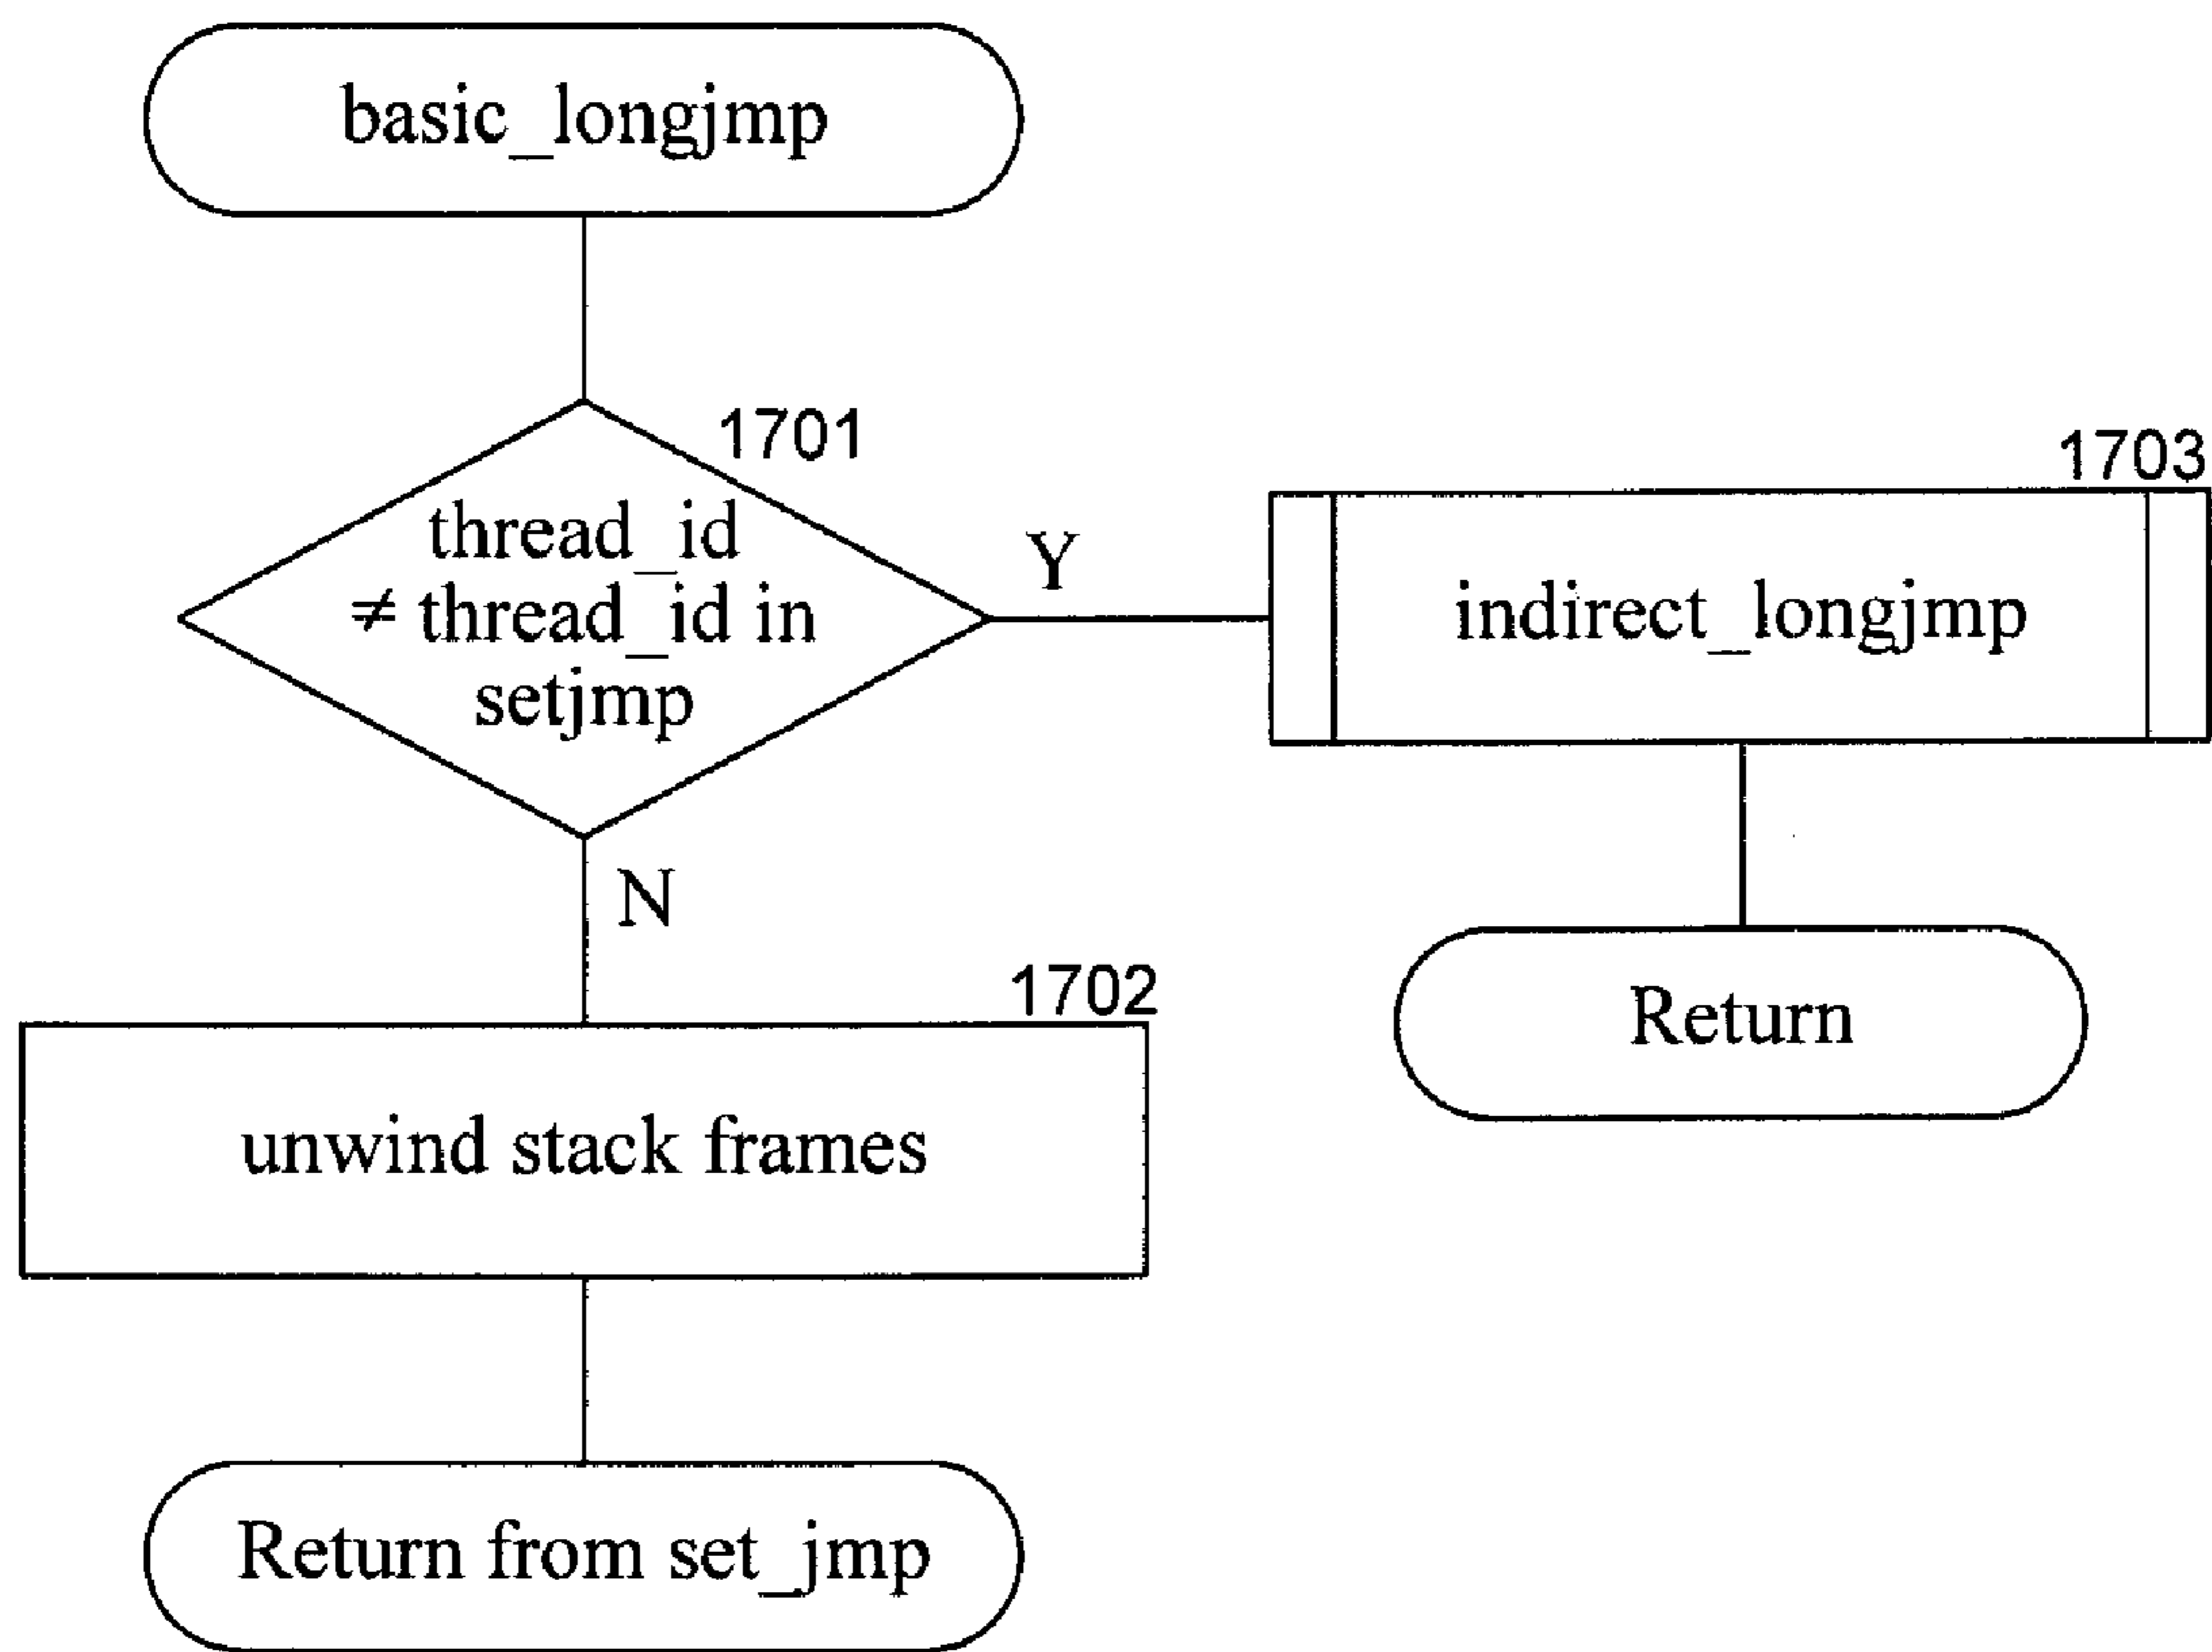 basic_longjmp
1701
thread_id
≠ thread_id in
setjmp
Y
1703
indirect_longjmp
Return
N
1702
unwind stack frames
Return from set_jmp